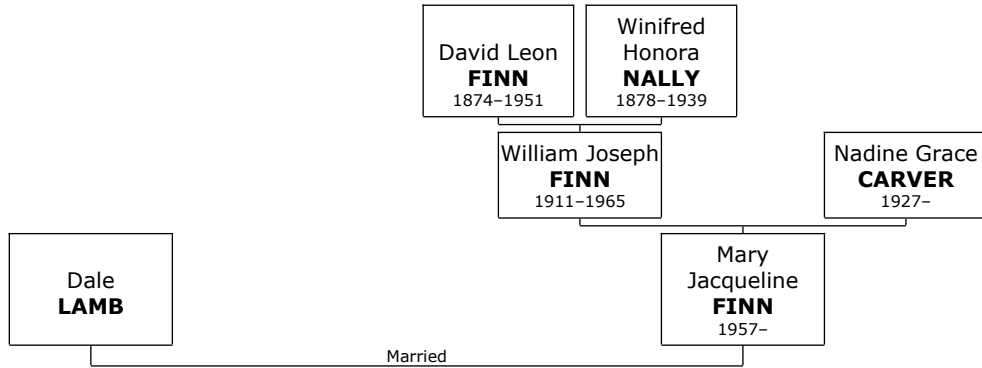 David Leon
FINN
1874–1951
Winifred
Honora
NALLY
1878–1939
William Joseph
FINN
1911–1965
Nadine Grace
CARVER
1927–
Dale
LAMB
Mary
Jacqueline
FINN
1957–
Married